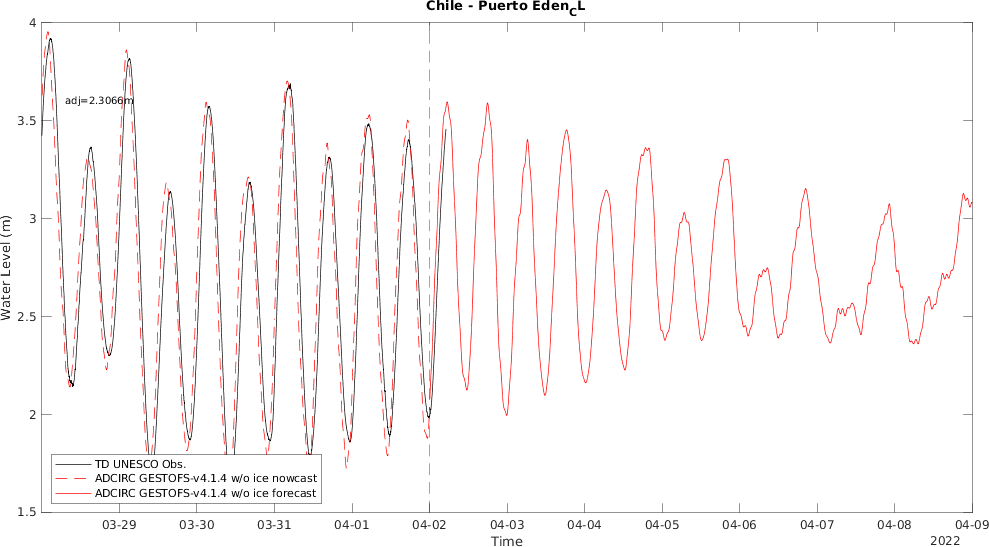 Chile - Puerto Eden_CL
4
3.5
3
2.5
2
1.5
Water Level (m)
adj=2.3066m
TD UNESCO Obs.
ADCIRC GESTOFS-v4.1.4 w/o ice nowcast
ADCIRC GESTOFS-v4.1.4 w/o ice forecast
03-29 03-30 03-31 04-01 04-02 04-03 04-04 04-05 04-06 04-07 04-08 04-09
Time
2022